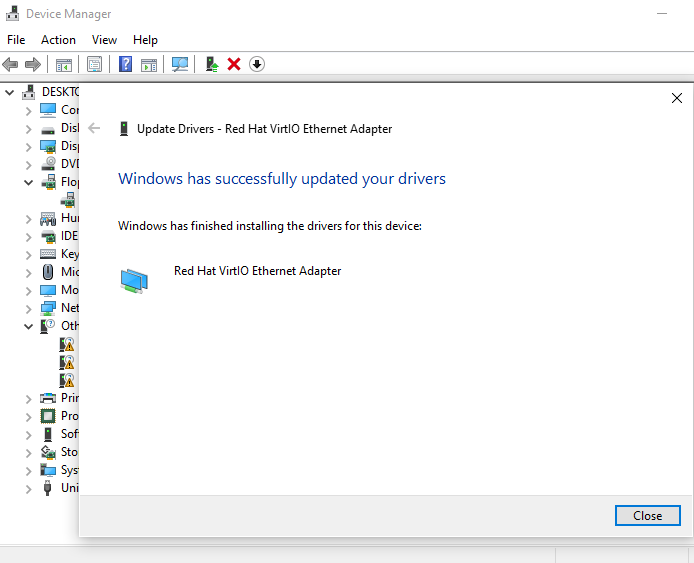 Device Manager
File Action View Help
DESKTO
Cor
Disk
Disp
DVD
Flop
Hur
IDE
Key
Mic
Mo
Net
Oth
Prin
Pro
Sof
Sto
Sys
Uni
Update Drivers - Red Hat VirtIO Ethernet Adapter
Windows has successfully updated your drivers
Windows has finished installing the drivers for this device:
Red Hat VirtIO Ethernet Adapter
Close